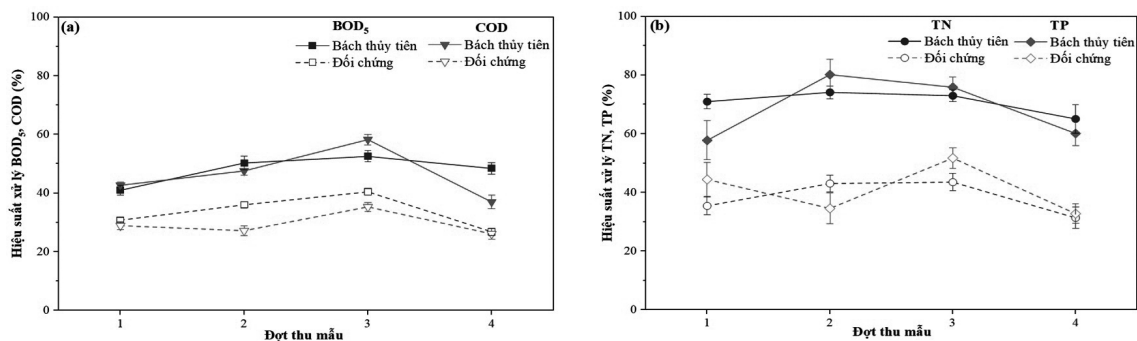 (a)
BOD5 COD
Bách thủy tiên Bách thủy tiên
Đối chứng Đối chứng
Hiệu suất xử lý BOD5, COD (%)
100
80
60
40
20
0
1 2 3 4
Đợt thu mẫu
(b)
TN TP
Bách thủy tiên Bách thủy tiên
Đối chứng Đối chứng
Hiệu suất xử lý TN, TP (%)
100
80
60
40
20
0
1 2 3 4
Đợt thu mẫu